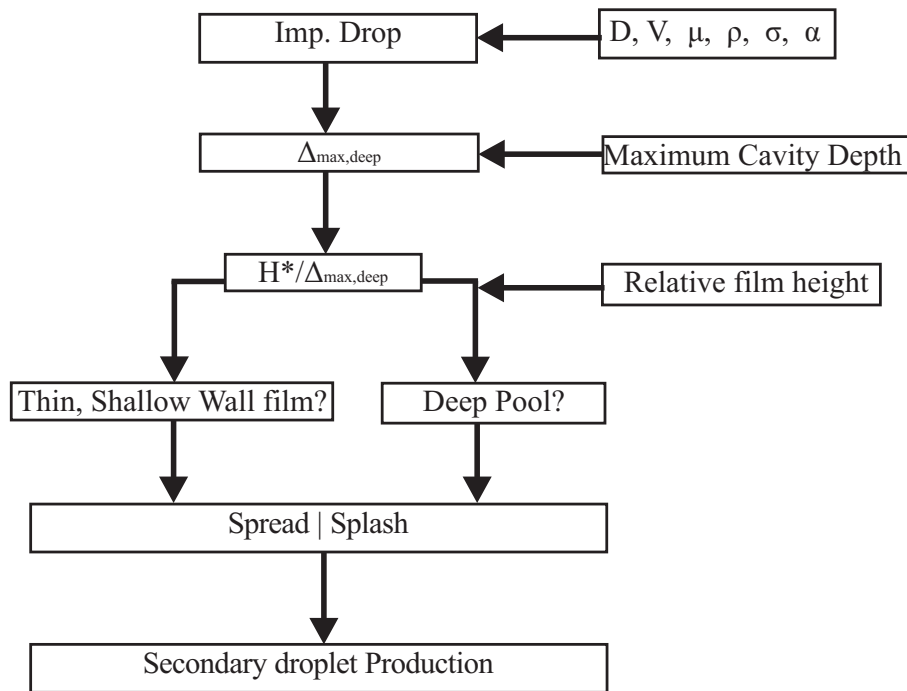 Imp. Drop
D, V, μ, ρ, σ, α
Δmax,deep
Maximum Cavity Depth
H*/Δmax,deep
Relative film height
Thin, Shallow Wall film?
Deep Pool?
Spread | Splash
Secondary droplet Production